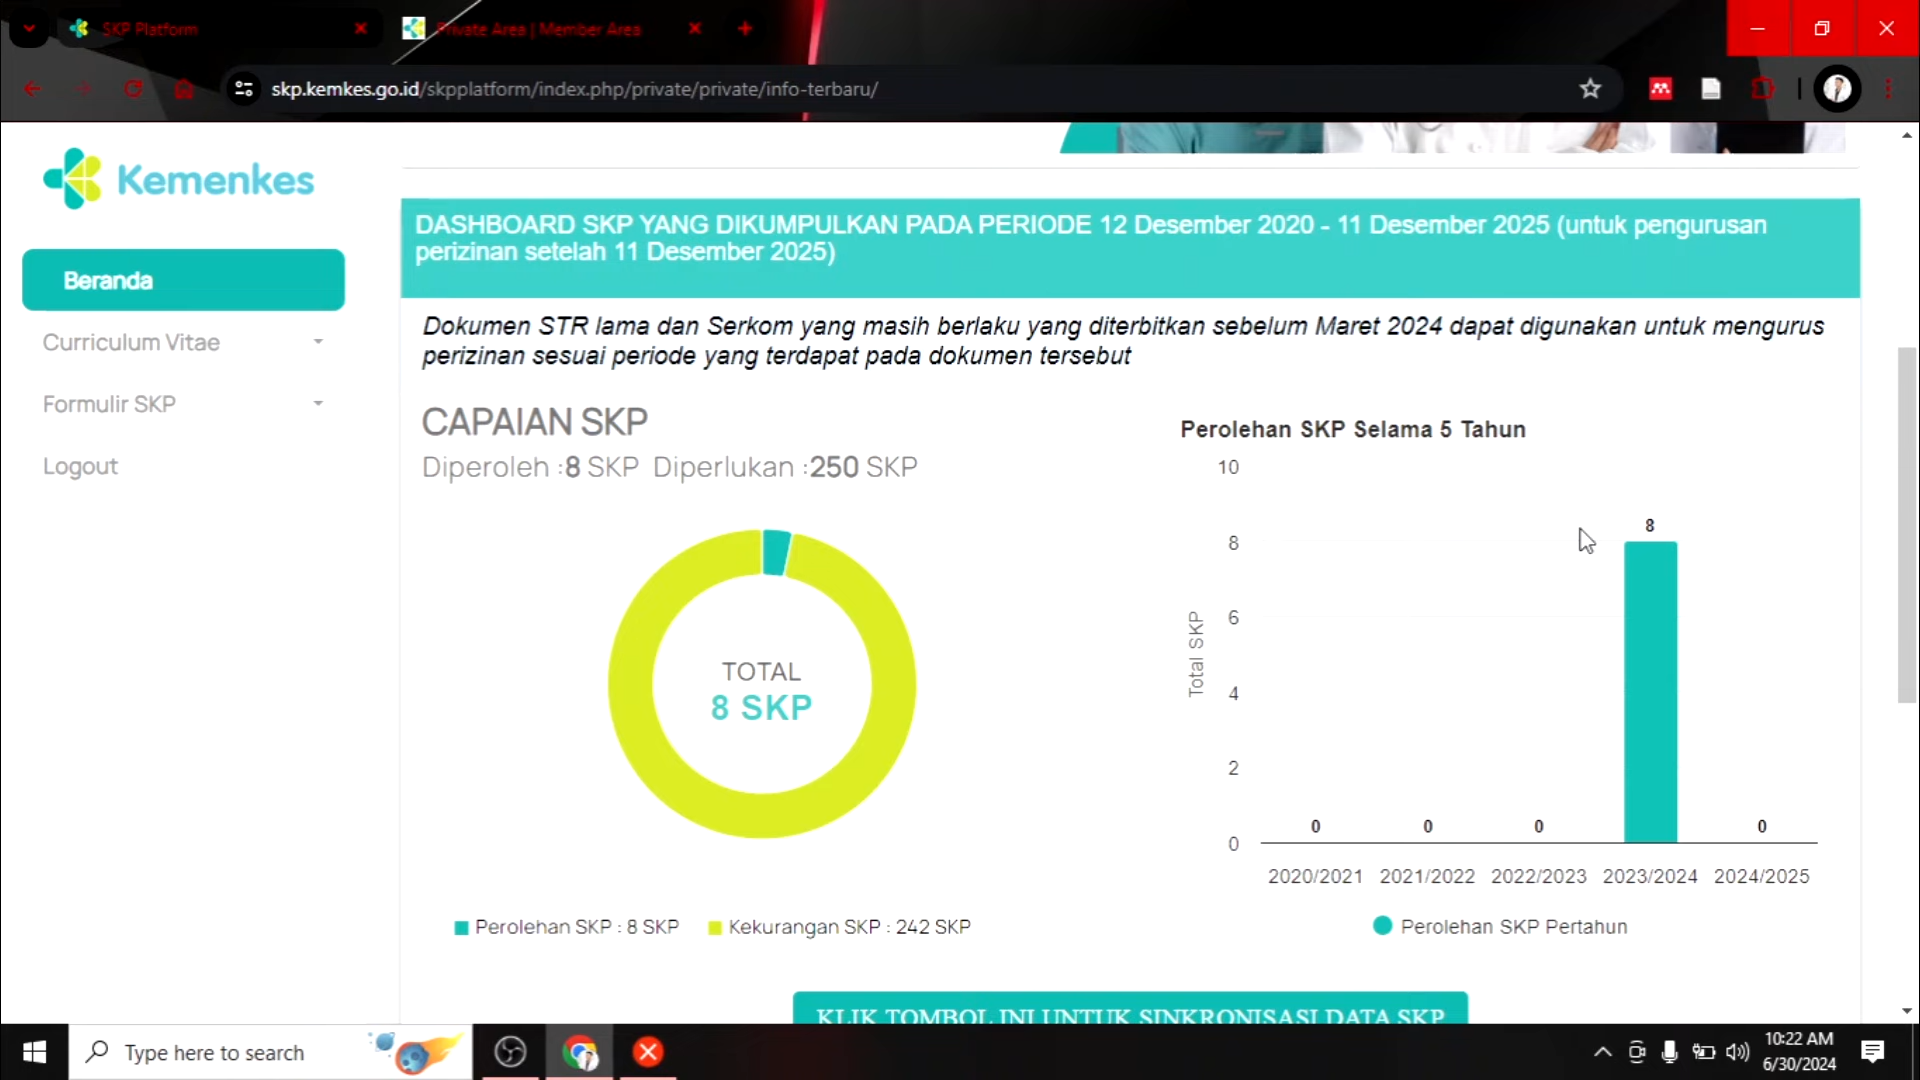 SKP Platform
Private Area | Member Area
skp.kemkes.go.id/skpplatform/index.php/private/private/info-terbaru/
Kemenkes
Beranda
Curriculum Vitae
Formulir SKP
Logout
DASHBOARD SKP YANG DIKUMPULKAN PADA PERIODE 12 Desember 2020 - 11 Desember 2025 (untuk pengurusan
perizinan setelah 11 Desember 2025)
Dokumen STR lama dan Serkom yang masih berlaku yang diterbitkan sebelum Maret 2024 dapat digunakan untuk mengurus
perizinan sesuai periode yang terdapat pada dokumen tersebut
CAPAIAN SKP
Diperoleh :8 SKP Diperlukan :250 SKP
TOTAL
8 SKP
Perolehan SKP : 8 SKP
Kekurangan SKP : 242 SKP
Perolehan SKP Selama 5 Tahun
10
8
6
4
2
0
Total SKP
0
0
0
8
0
2020/2021
2021/2022
2022/2023
2023/2024
2024/2025
Perolehan SKP Pertahun
KLIK TOMBOL INI UNTUK SINKRONISASI DATA SKP
Type here to search
10:22 AM
6/30/2024